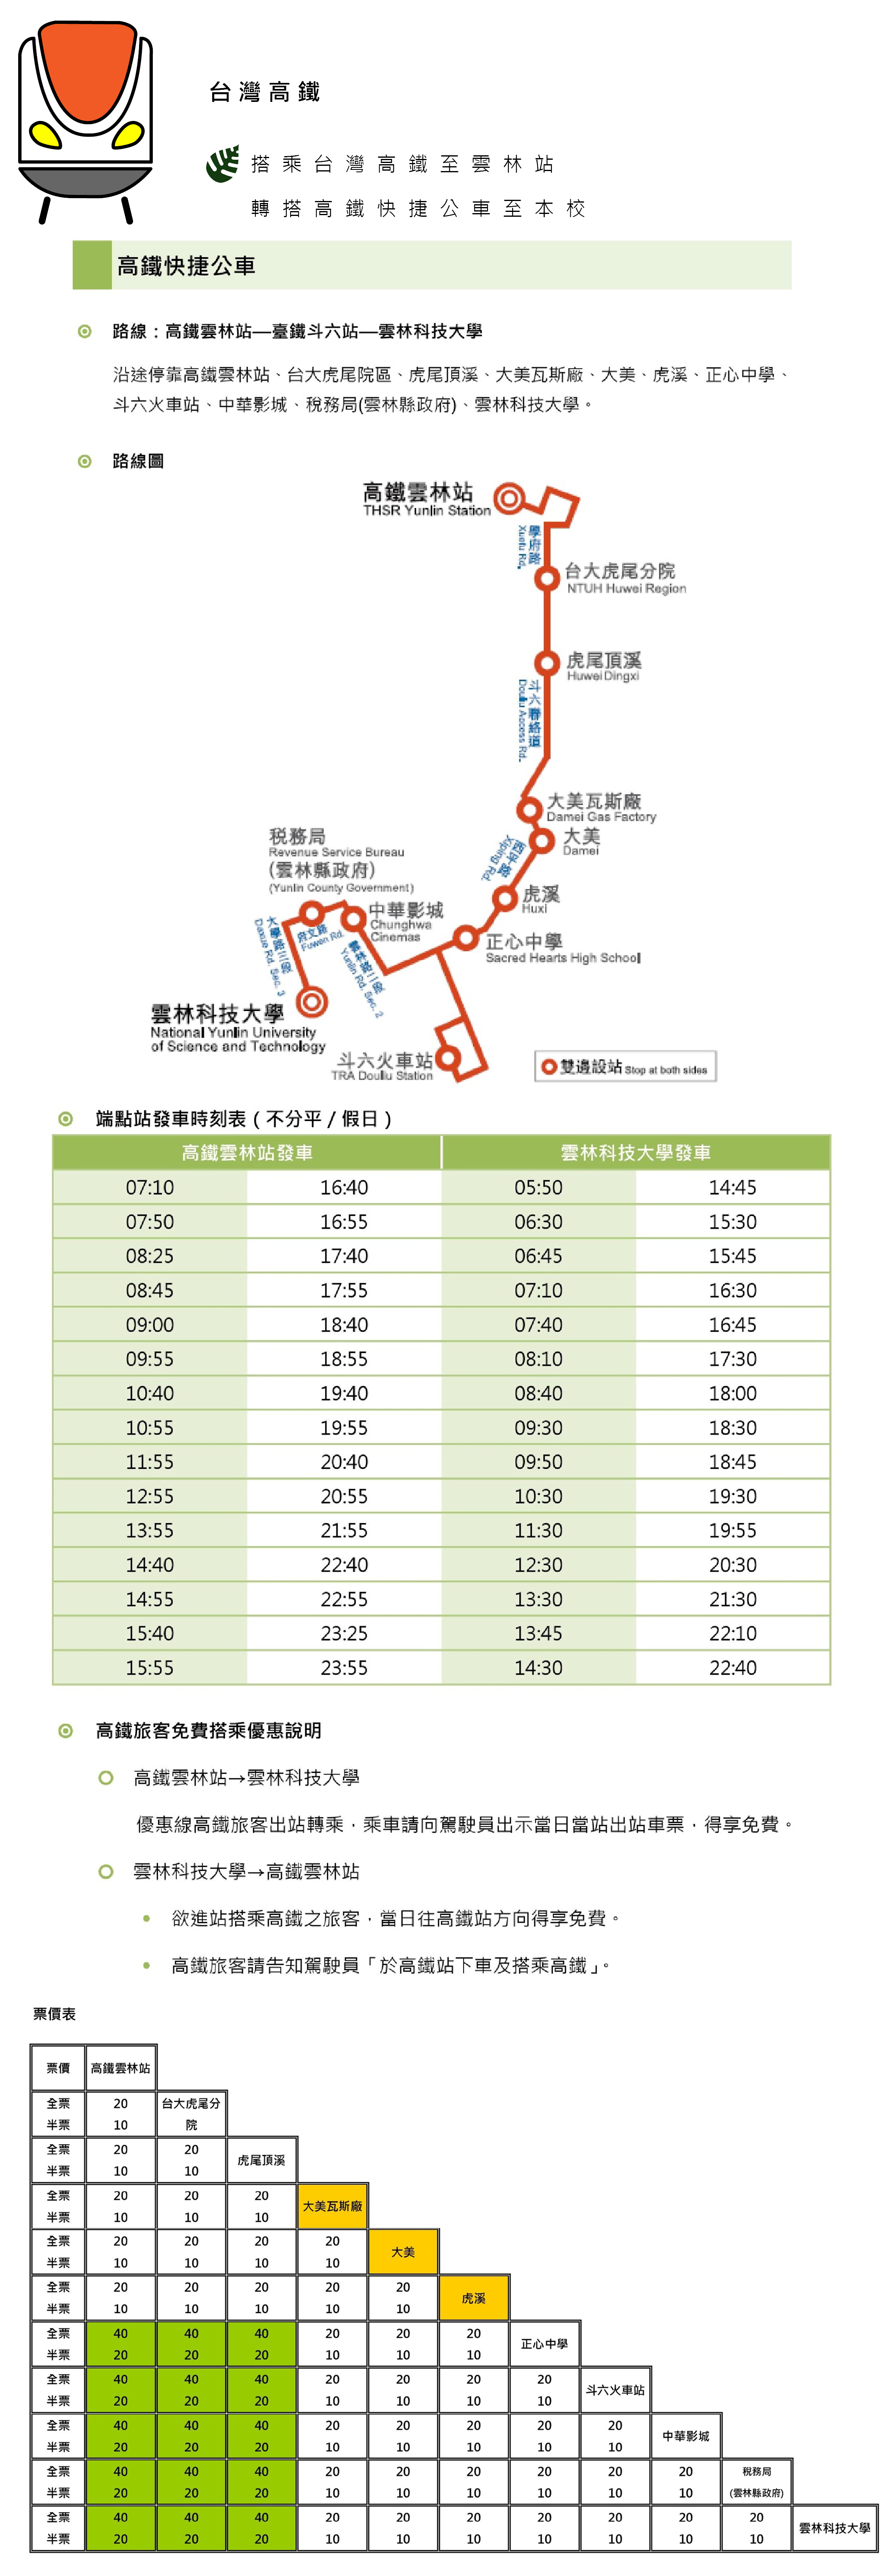 台灣高鐵
搭乘台灣高鐵至雲林站
轉搭高鐵快捷公車至本校
高鐵快捷公車
路線：高鐵雲林站—臺鐵斗六站—雲林科技大學
沿途停靠高鐵雲林站、台大虎尾院區、虎尾頂溪、大美瓦斯廠、大美、虎溪、正心中學、
斗六火車站、中華影城、稅務局(雲林縣政府)、雲林科技大學。
路線圖
高鐵雲林站
THSR Yunlin Station
學府路
Xuefu Rd.
台大虎尾分院
NTUH Huwei Region
虎尾頂溪
Huwei Dingxi
斗六聯絡道
Douliu Access Rd.
大美瓦斯廠
Damei Gas Factory
大美
Damei
西平路
Xiping Rd.
虎溪
Huxi
正心中學
Sacred Hearts High School
稅務局
Revenue Service Bureau
(雲林縣政府)
(Yunlin County Government)
中華影城
Chunghwa
Cinemas
府文路
Fuwen Rd.
大學路三段
Daxue Rd. Sec. 3
雲林路二段
Yunlin Rd. Sec. 2
雲林科技大學
National Yunlin University
of Science and Technology
斗六火車站
TRA Douliu Station
雙邊設站 Stop at both sides
端點站發車時刻表（不分平/假日）
高鐵雲林站發車 雲林科技大學發車
07:10 16:40 05:50 14:45
07:50 16:55 06:30 15:30
08:25 17:40 06:45 15:45
08:45 17:55 07:10 16:30
09:00 18:40 07:40 16:45
09:55 18:55 08:10 17:30
10:40 19:40 08:40 18:00
10:55 19:55 09:30 18:30
11:55 20:40 09:50 18:45
12:55 20:55 10:30 19:30
13:55 21:55 11:30 19:55
14:40 22:40 12:30 20:30
14:55 22:55 13:30 21:30
15:40 23:25 13:45 22:10
15:55 23:55 14:30 22:40
高鐵旅客免費搭乘優惠說明
高鐵雲林站→雲林科技大學
優惠線高鐵旅客出站轉乘，乘車請向駕駛員出示當日當站出站車票，得享免費。
雲林科技大學→高鐵雲林站
欲進站搭乘高鐵之旅客，當日往高鐵站方向得享免費。
高鐵旅客請告知駕駛員「於高鐵站下車及搭乘高鐵」。
票價表
票價 高鐵雲林站
全票 20 台大虎尾分
半票 10 院
全票 20 20
虎尾頂溪
半票 10 10
全票 20 20 20
大美瓦斯廠
半票 10 10 10
全票 20 20 20 20
大美
半票 10 10 10 10
全票 20 20 20 20 20
虎溪
半票 10 10 10 10 10
全票 40 40 40 20 20 20
正心中學
半票 20 20 20 10 10 10
全票 40 40 40 20 20 20 20
斗六火車站
半票 20 20 20 10 10 10 10
全票 40 40 40 20 20 20 20 20
中華影城
半票 20 20 20 10 10 10 10 10
全票 40 40 40 20 20 20 20 20 20 稅務局
半票 20 20 20 10 10 10 10 10 10 (雲林縣政府)
全票 40 40 40 20 20 20 20 20 20 20
雲林科技大學
半票 20 20 20 10 10 10 10 10 10 10